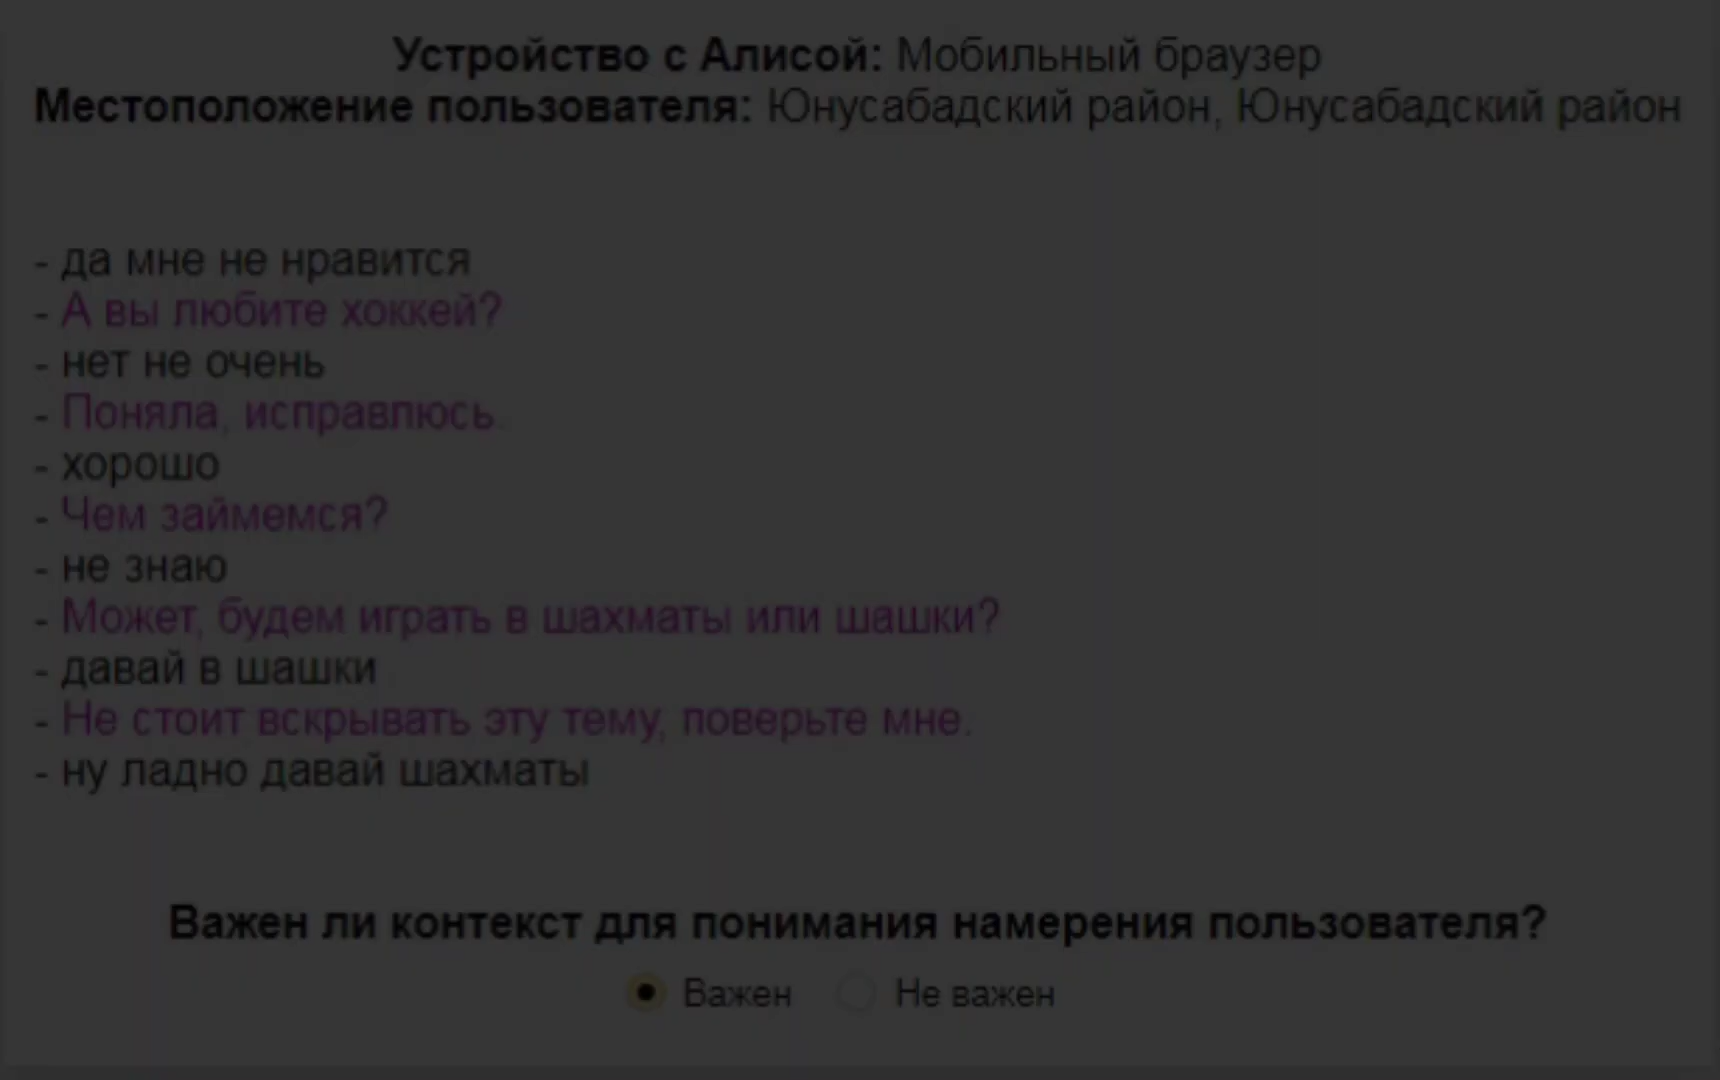 Устройство с Алисой: Мобильный браузер
Местоположение пользователя: Юнусабадский район, Юнусабадский район
- да мне не нравится
- А вы любите хоккей?
- нет не очень
- Поняла, исправлюсь.
- хорошо
- Чем займемся?
- не знаю
- Может, будем играть в шахматы или шашки?
- давай в шашки
- Не стоит вскрывать эту тему, поверьте мне.
- ну ладно давай шахматы
Важен ли контекст для понимания намерения пользователя?
Важен Не важен